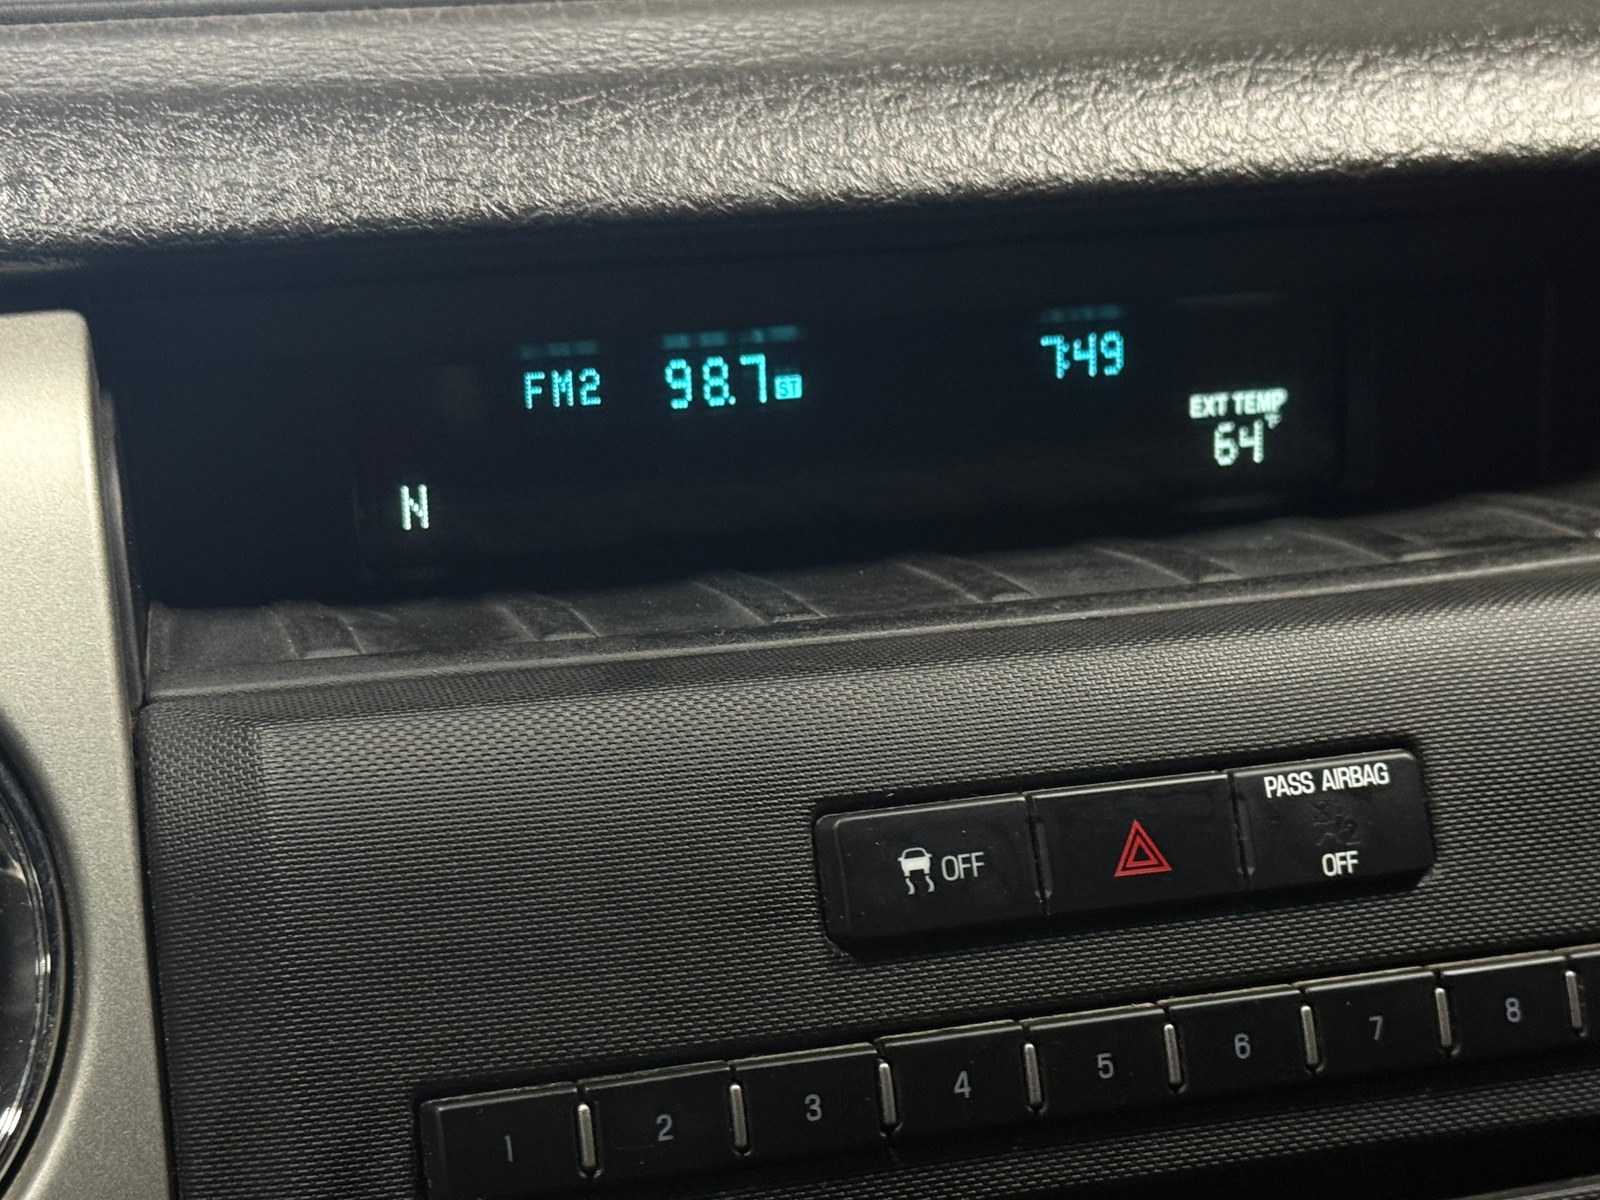 FM2 98.7 ST 7:49
EXT TEMP
64°F
N
PASS AIRBAG
OFF
OFF
1 2 3 4 5 6 7 8